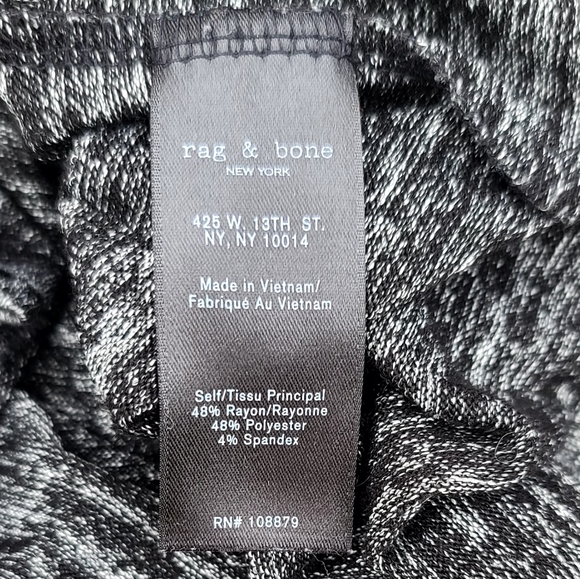 rag & bone
NEW YORK
425 W. 13TH ST.
NY, NY 10014
Made in Vietnam/
Fabriqué Au Vietnam
Self/Tissu Principal
48% Rayon/Rayonne
48% Polyester
4% Spandex
RN# 108879